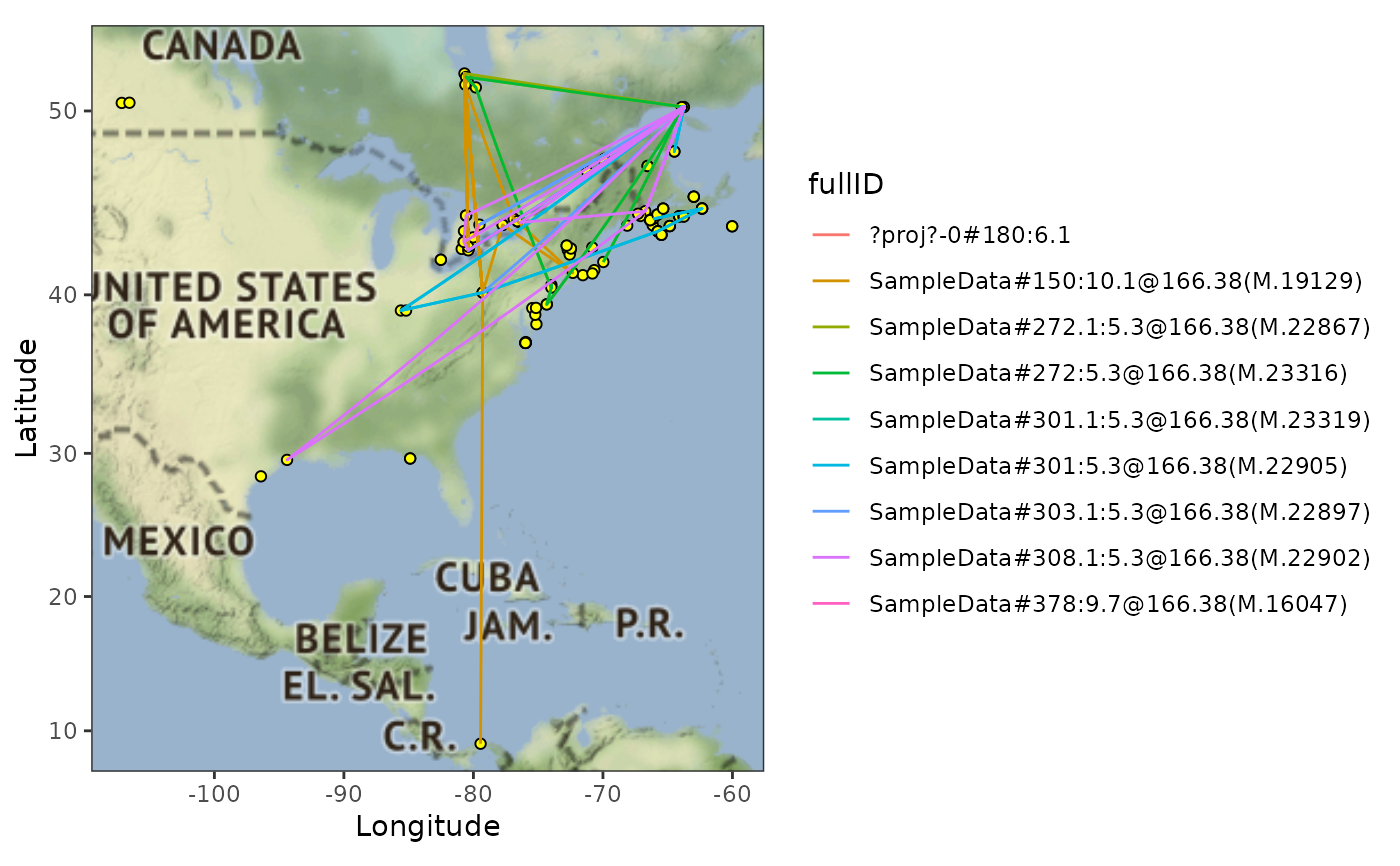 CANADA
UNITED STATES
OF AMERICA
MEXICO
CUBA
JAM.
P.R.
BELIZE
EL. SAL.
C.R.
50
40
30
20
10
Latitude
-100
-90
-80
-70
-60
Longitude
fullID
?proj?-0#180:6.1
SampleData#150:10.1@166.38(M.19129)
SampleData#272.1:5.3@166.38(M.22867)
SampleData#272:5.3@166.38(M.23316)
SampleData#301.1:5.3@166.38(M.23319)
SampleData#301:5.3@166.38(M.22905)
SampleData#303.1:5.3@166.38(M.22897)
SampleData#308.1:5.3@166.38(M.22902)
SampleData#378:9.7@166.38(M.16047)